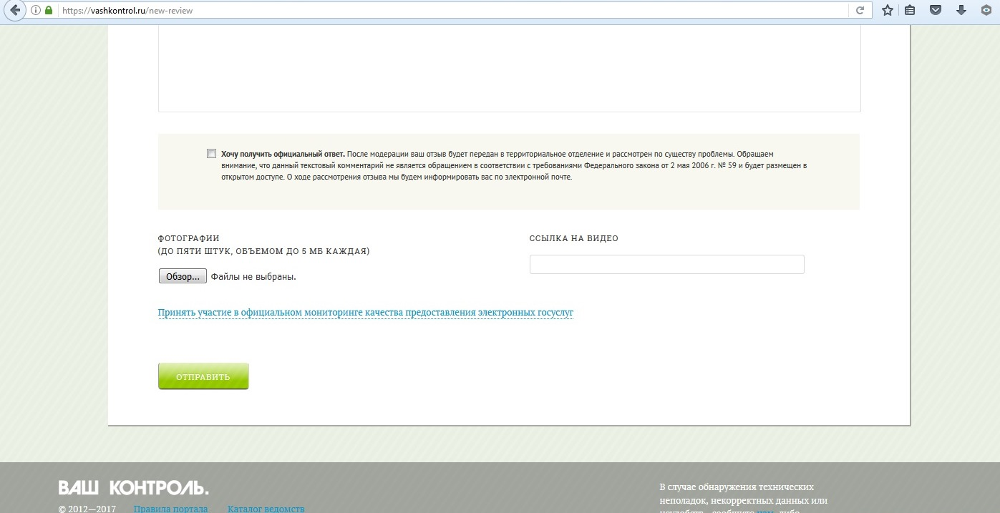 https://vashkontrol.ru/new-review
Хочу получить официальный ответ. После модерации ваш отзыв будет передан в территориальное отделение и рассмотрен по существу проблемы. Обращаем
внимание, что данный текстовый комментарий не является обращением в соответствии с требованиями Федерального закона от 2 мая 2006 г. № 59 и будет размещен в
открытом доступе. О ходе рассмотрения отзыва мы будем информировать вас по электронной почте.
ФОТОГРАФИИ
(ДО ПЯТИ ШТУК, ОБЪЕМОМ ДО 5 МБ КАЖДАЯ)
ССЫЛКА НА ВИДЕО
Обзор... Файлы не выбраны.
Принять участие в официальном мониторинге качества предоставления электронных госуслуг
ОТПРАВИТЬ
ВАШ КОНТРОЛЬ.
© 2012—2017 Правила портала Каталог ведомств
В случае обнаружения технических
неполадок, некорректных данных или
сообщите нам, либо